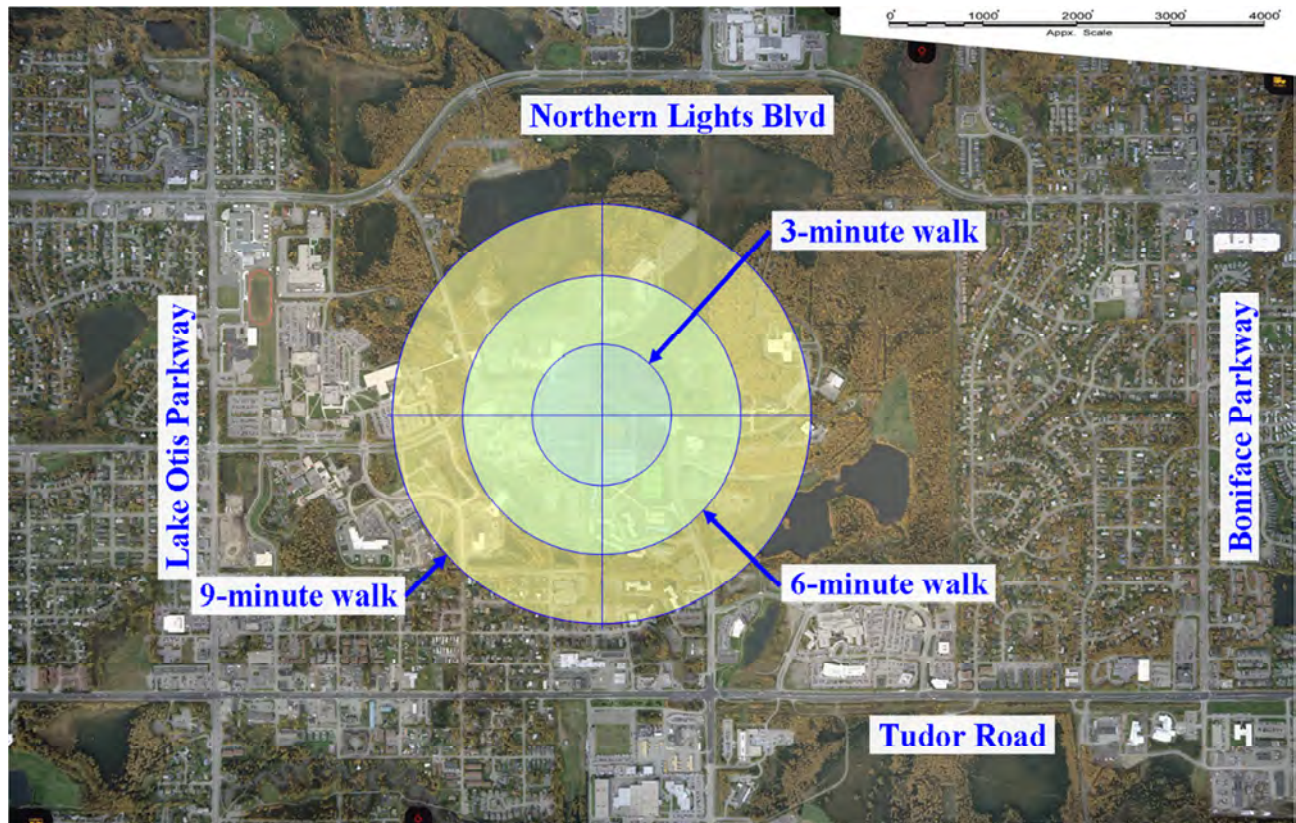 0' 1000' 2000' 3000' 4000'
Appx. Scale
Northern Lights Blvd
3-minute walk
Lake Otis Parkway
Boniface Parkway
9-minute walk
6-minute walk
Tudor Road